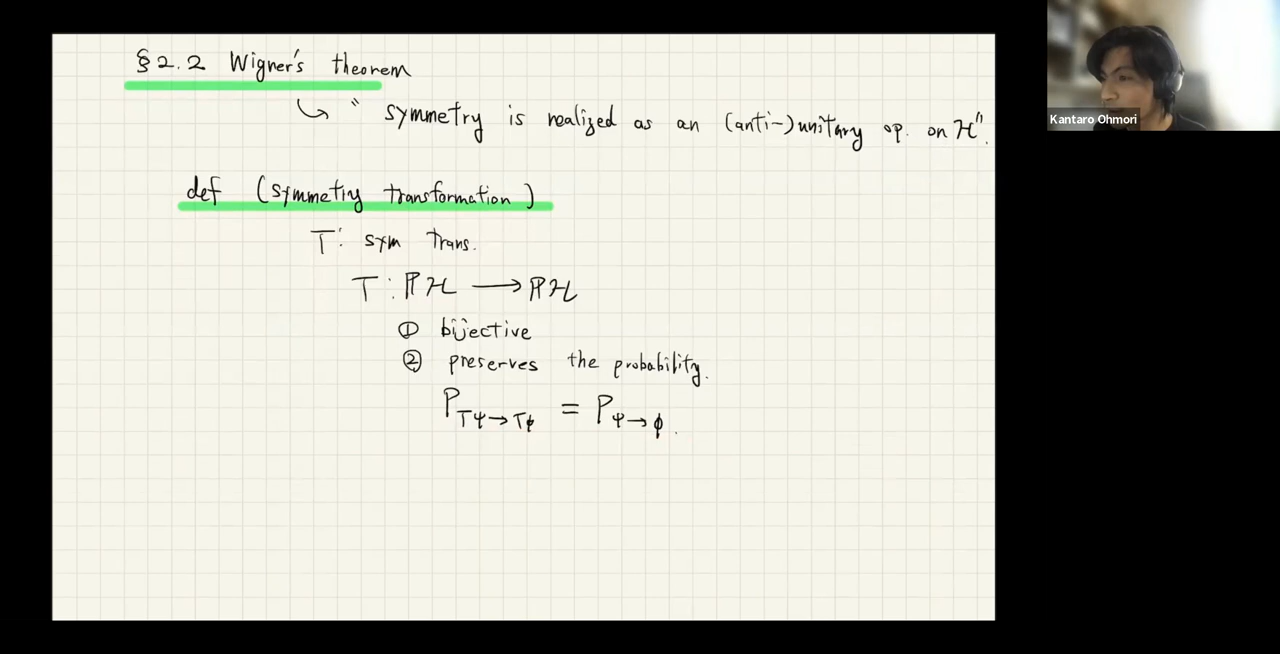 §2.2 Wigner's theorem
↳ " symmetry is realized as an (anti-)unitary op. on ℋ".
def (symmetry transformation)
T: sym trans.
T: ℙℋ ⟶ ℙℋ
① bijective
② preserves the probability.
P_{TΨ→Tϕ} = P_{Ψ→ϕ}.
Kantaro Ohmori